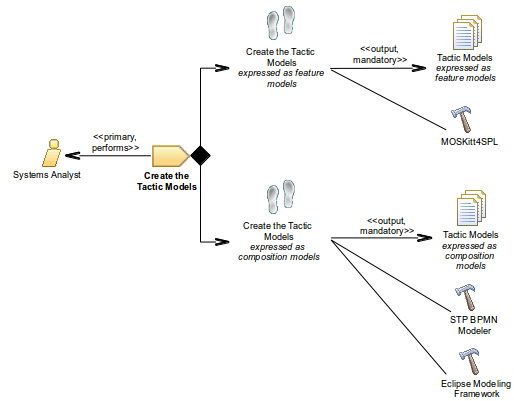 Create the Tactic
Models
expressed as feature
models
<<output,
mandatory>>
Tactic Models
expressed as
feature models
MOSKitt4SPL
<<primary,
performs>>
Systems Analyst
Create the
Tactic Models
Create the Tactic
Models
expressed as
composition models
<<output,
mandatory>>
Tactic Models
expressed as
composition
models
STP BPMN
Modeler
Eclipse Modeling
Framework